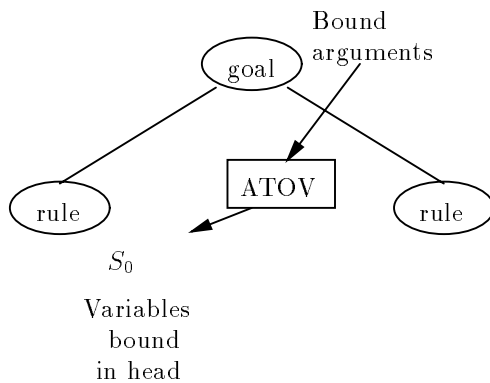 Bound
arguments
goal
ATOV
rule
rule
S₀
Variables
bound
in head